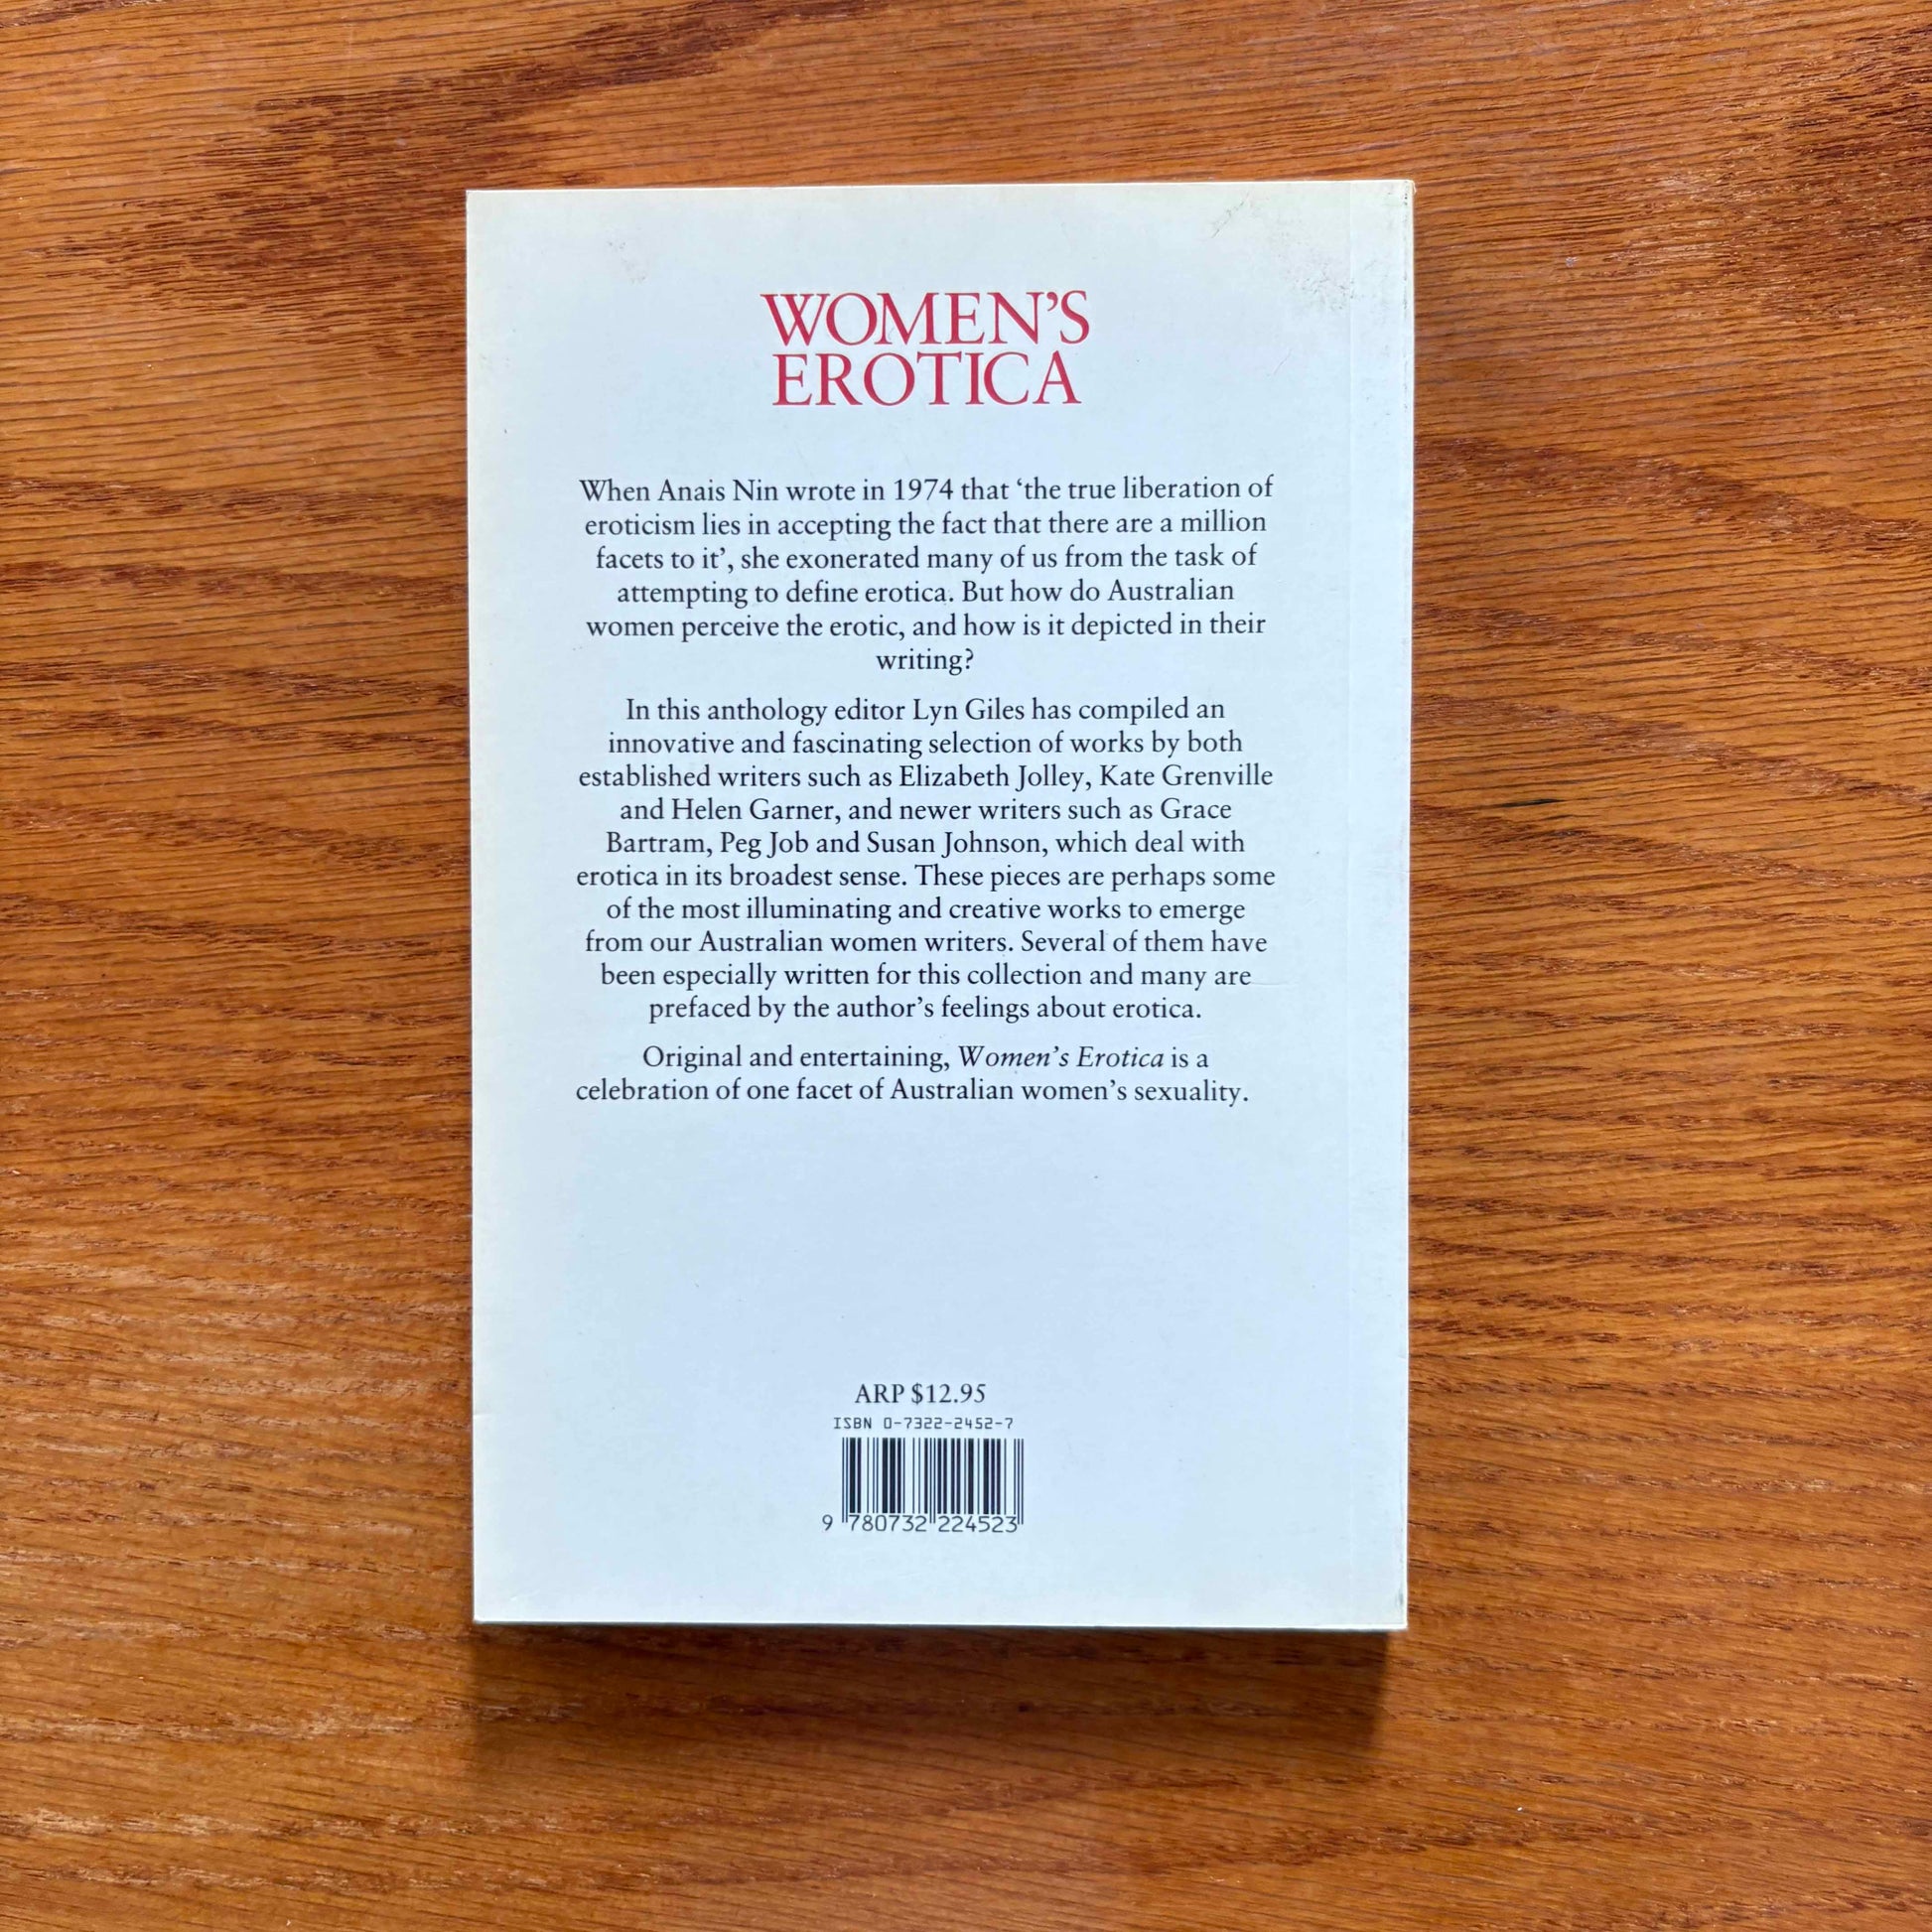 WOMEN'S
EROTICA
When Anais Nin wrote in 1974 that ‘the true liberation of
eroticism lies in accepting the fact that there are a million
facets to it’, she exonerated many of us from the task of
attempting to define erotica. But how do Australian
women perceive the erotic, and how is it depicted in their
writing?
In this anthology editor Lyn Giles has compiled an
innovative and fascinating selection of works by both
established writers such as Elizabeth Jolley, Kate Grenville
and Helen Garner, and newer writers such as Grace
Bartram, Peg Job and Susan Johnson, which deal with
erotica in its broadest sense. These pieces are perhaps some
of the most illuminating and creative works to emerge
from our Australian women writers. Several of them have
been especially written for this collection and many are
prefaced by the author’s feelings about erotica.
Original and entertaining, Women’s Erotica is a
celebration of one facet of Australian women’s sexuality.
ARP $12.95
ISBN 0-7322-2452-7
9 780732 224523